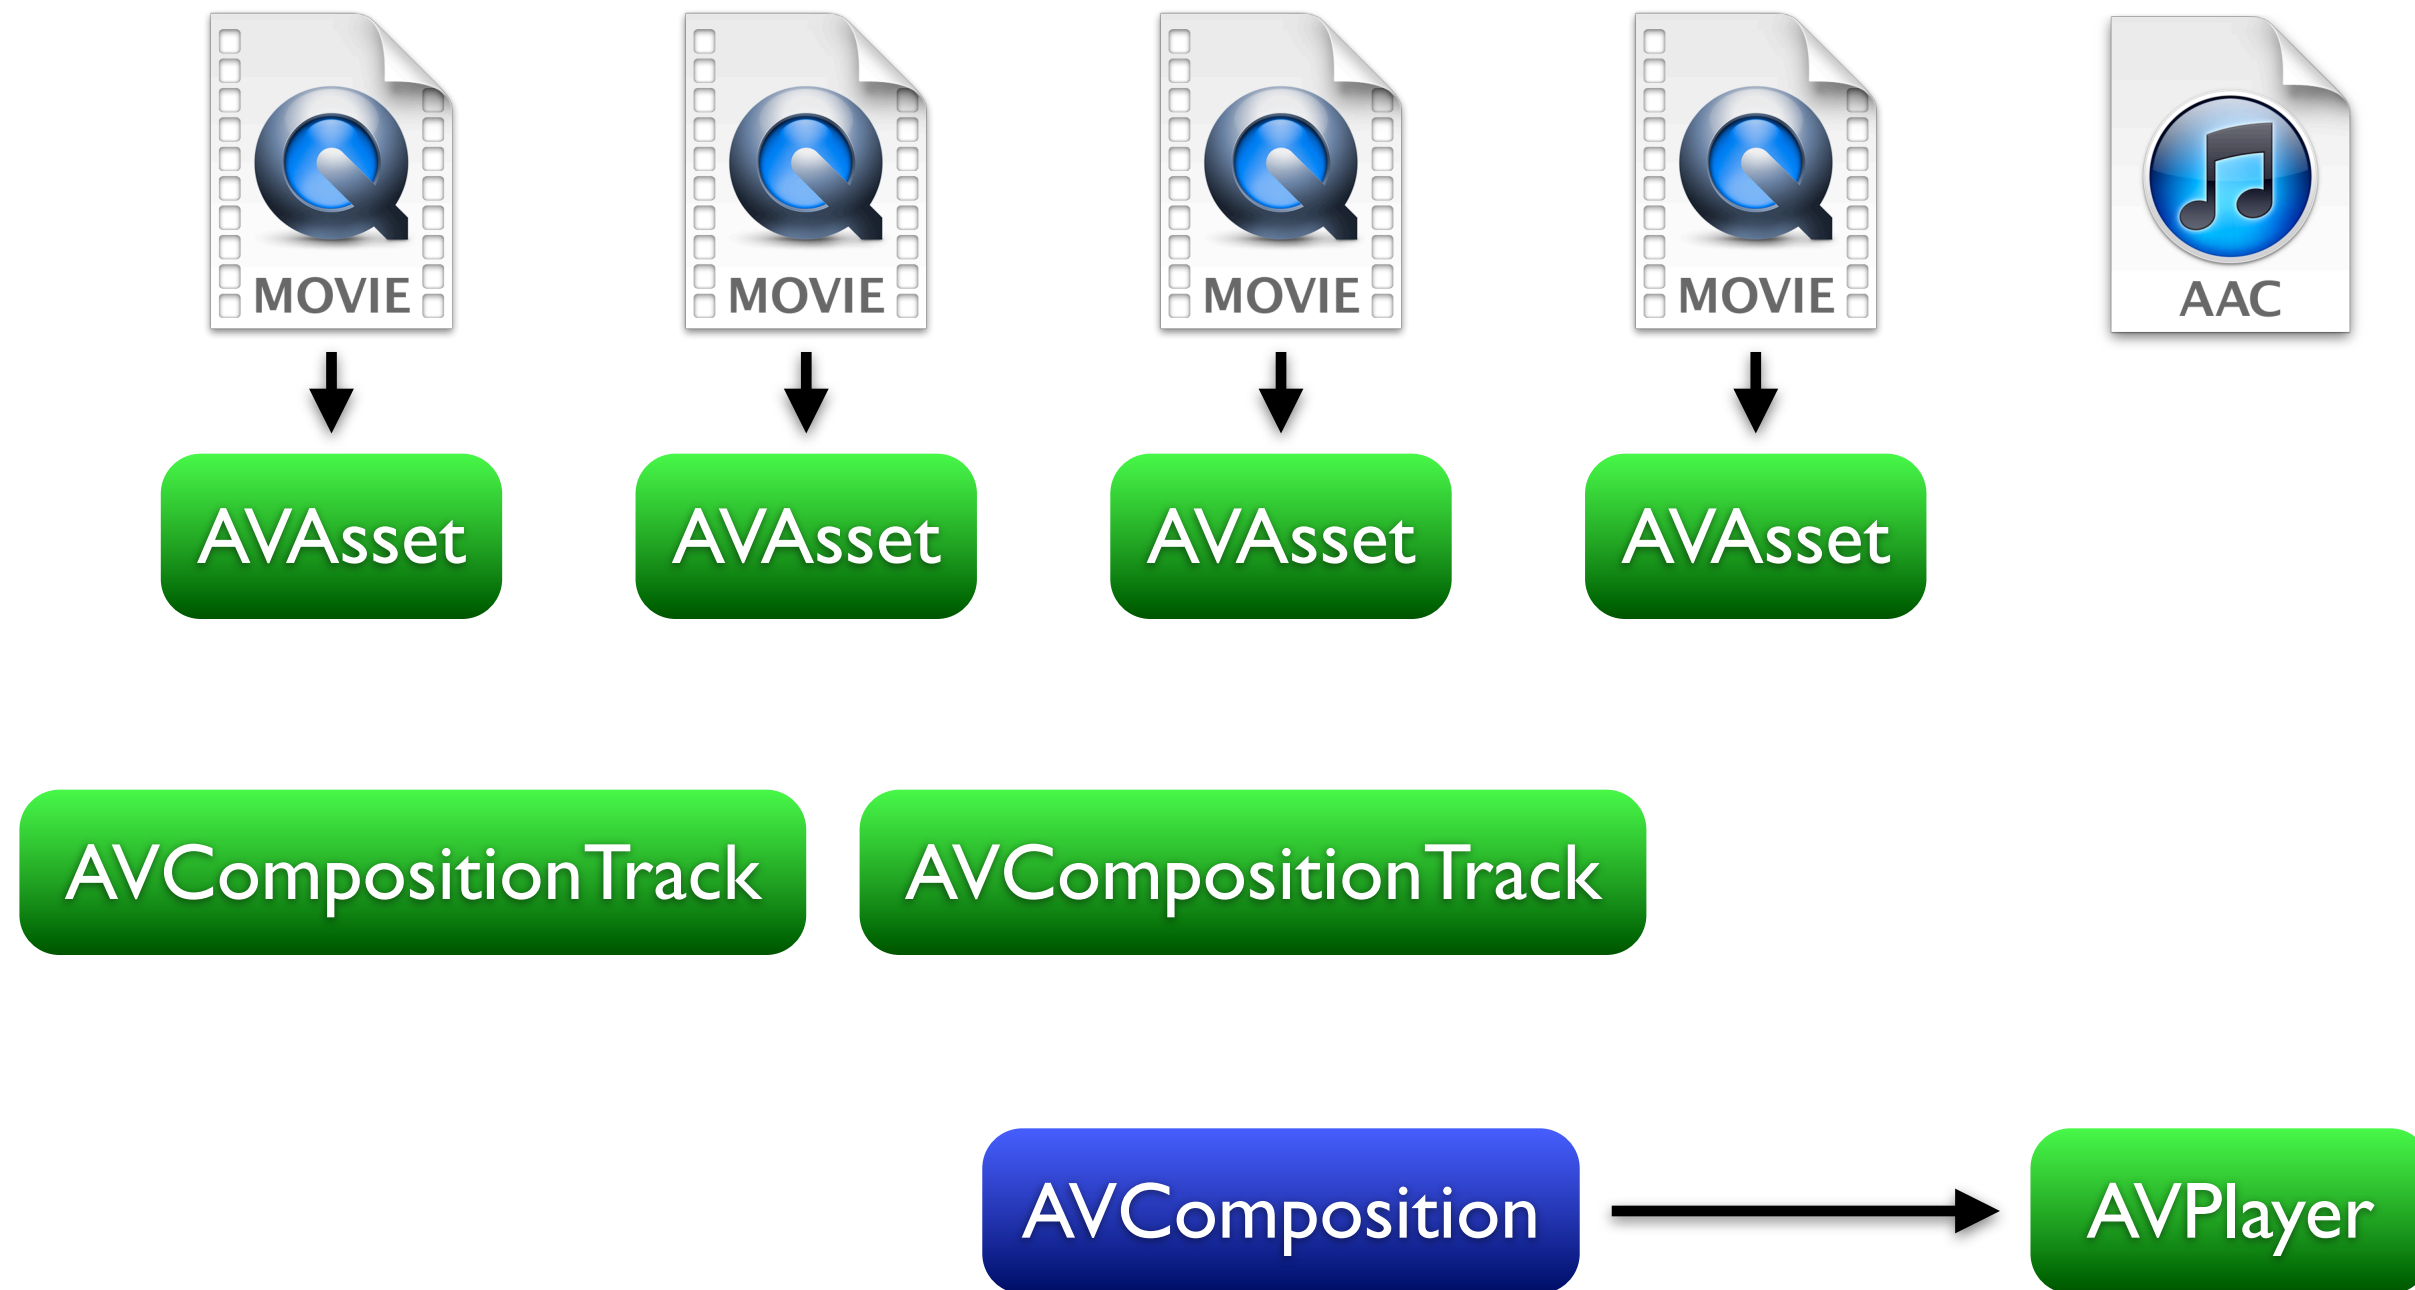 MOVIE
MOVIE
MOVIE
MOVIE
AAC
AVAsset
AVAsset
AVAsset
AVAsset
AVCompositionTrack
AVCompositionTrack
AVComposition
AVPlayer